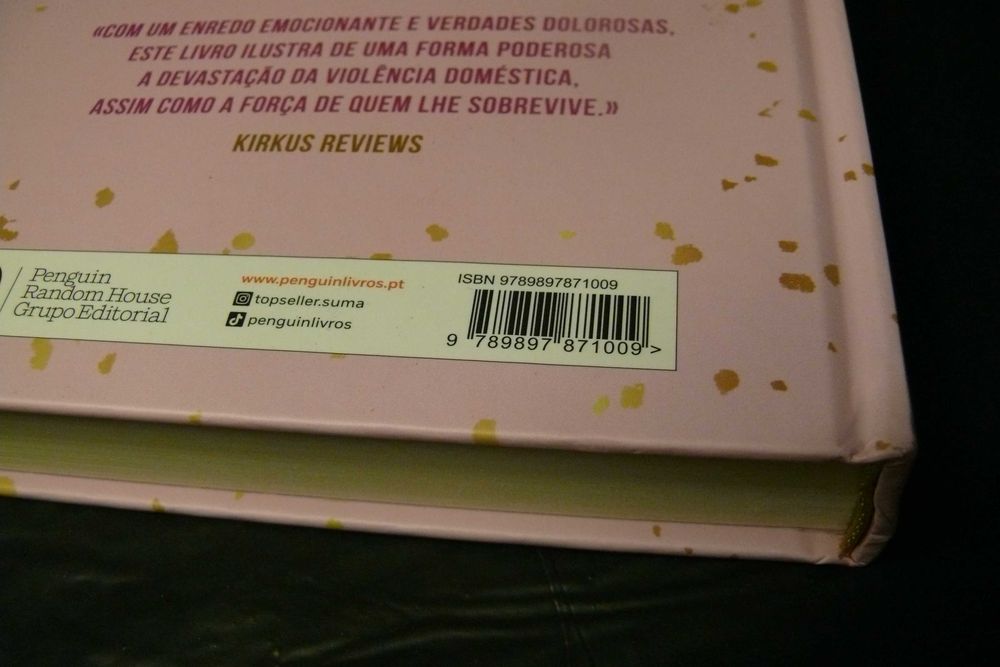 «COM UM ENREDO EMOCIONANTE E VERDADES DOLOROSAS,
ESTE LIVRO ILUSTRA DE UMA FORMA PODEROSA
A DEVASTAÇÃO DA VIOLÊNCIA DOMÉSTICA,
ASSIM COMO A FORÇA DE QUEM LHE SOBREVIVE.»
KIRKUS REVIEWS
Penguin
Random House
Grupo Editorial
www.penguinlivros.pt
topseller.suma
penguinlivros
ISBN 9789897871009
9 789897 871009 >